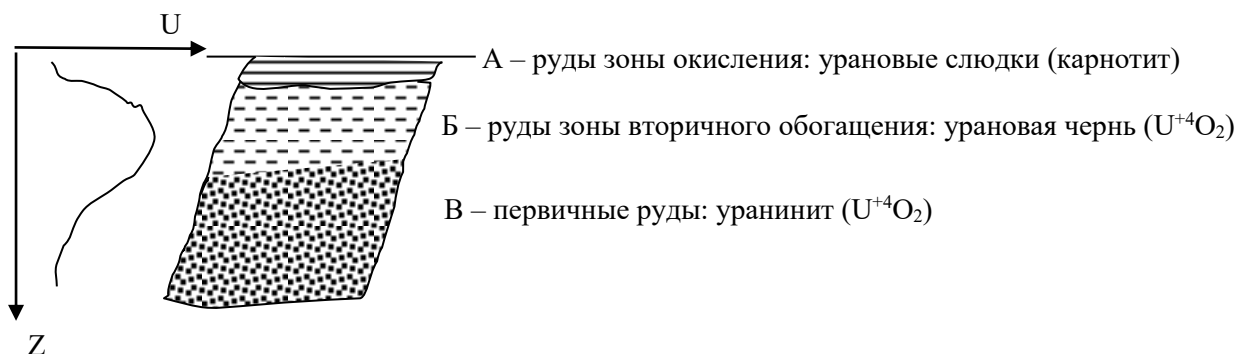 U
А – руды зоны окисления: урановые слюдки (карнотит)
Б – руды зоны вторичного обогащения: урановая чернь (U⁺⁴O₂)
В – первичные руды: уранинит (U⁺⁴O₂)
Z